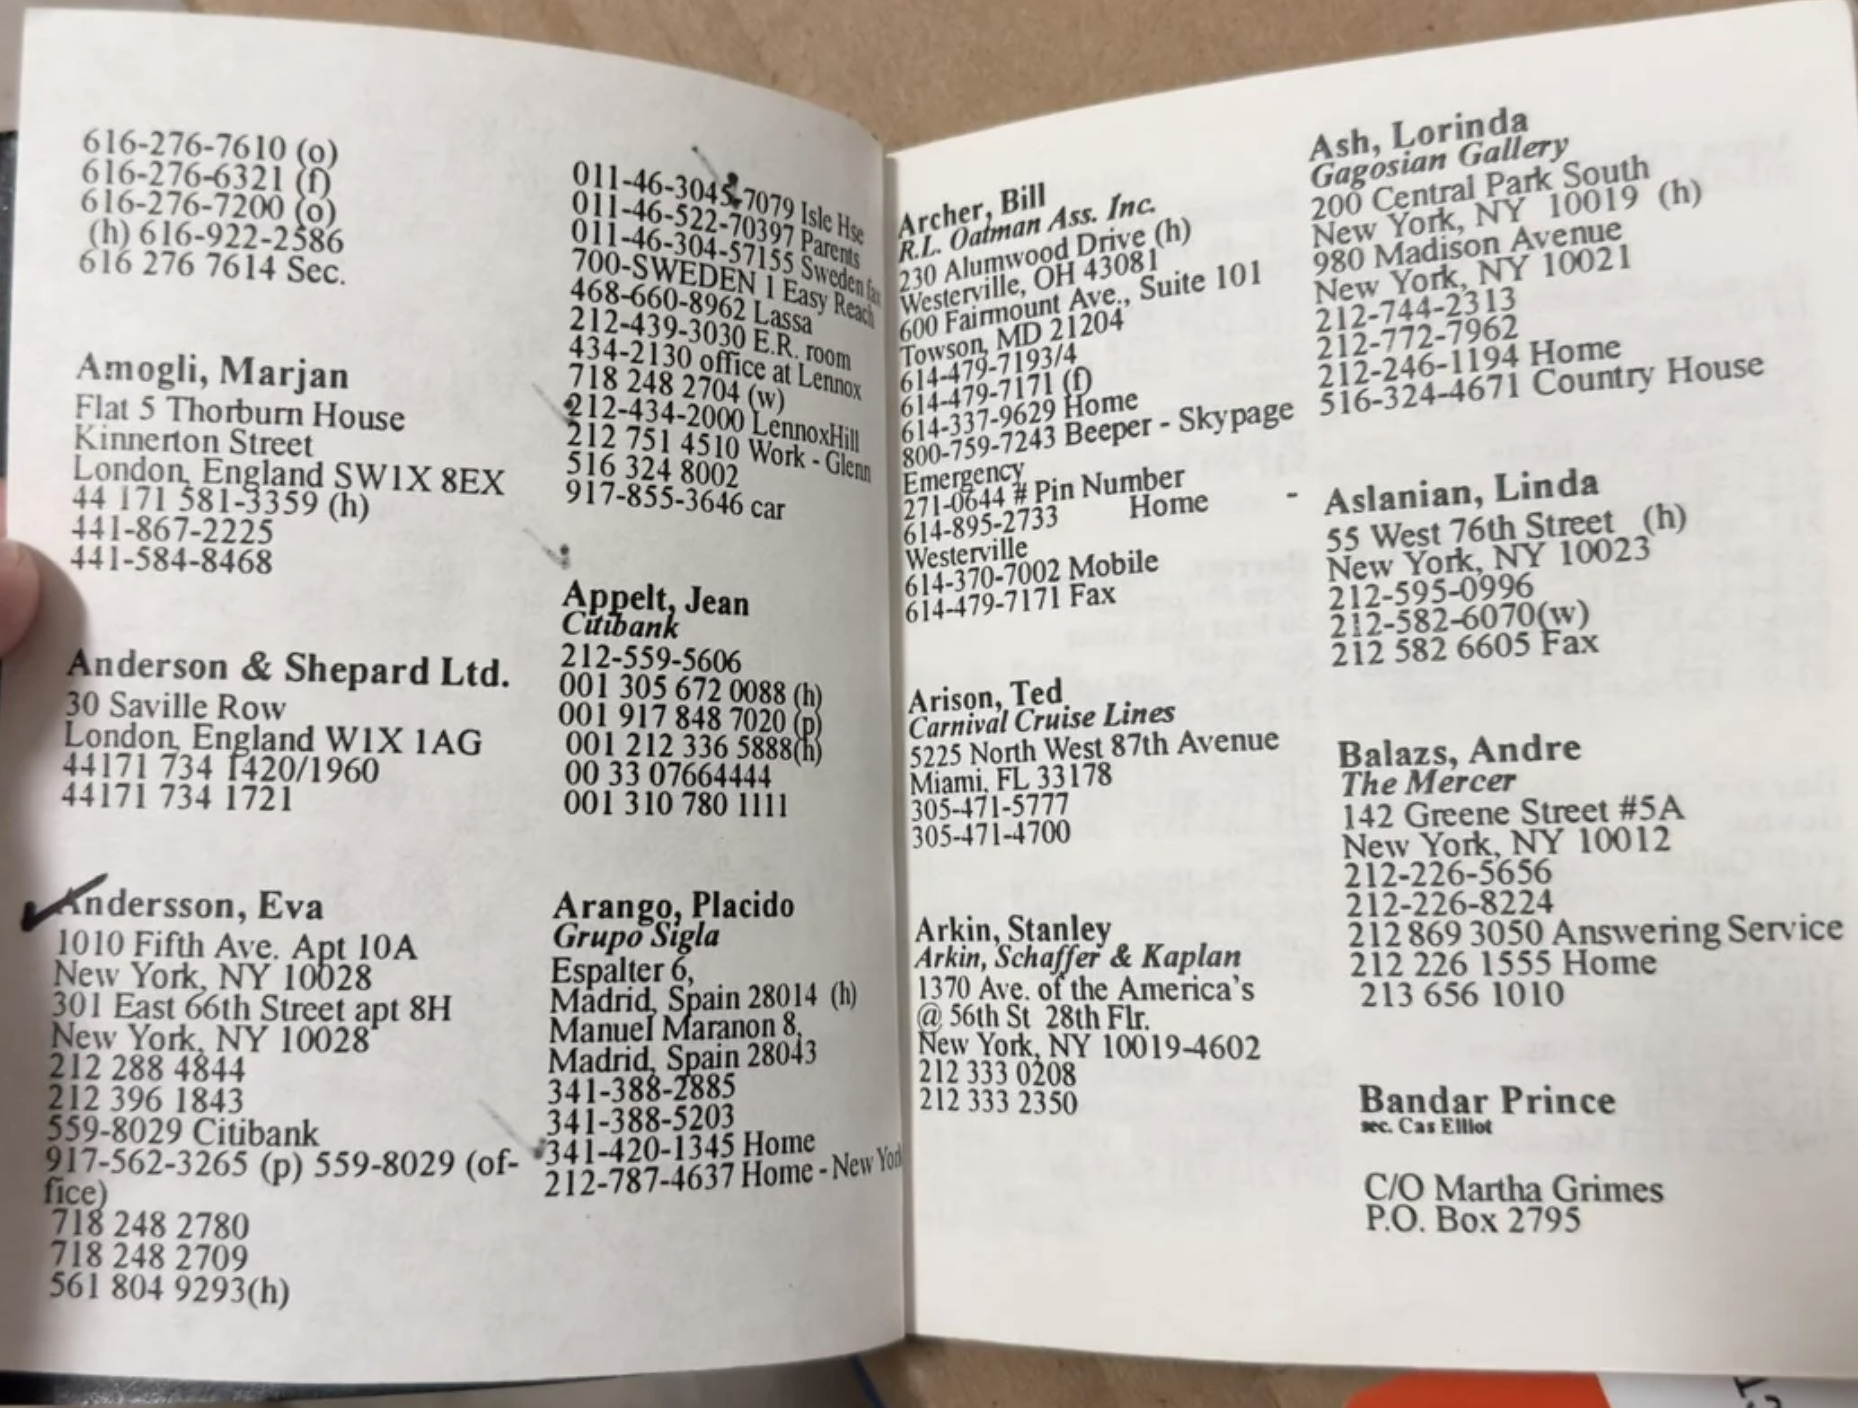 616-276-7610 (o)
616-276-6321 (f)
616-276-7200 (o)
(h) 616-922-2586
616 276 7614 Sec.
Amogli, Marjan
Flat 5 Thorburn House
Kinnerton Street
London, England SW1X 8EX
44 171 581-3359 (h)
441-867-2225
441-584-8468
Anderson & Shepard Ltd.
30 Saville Row
London, England W1X 1AG
44171 734 1420/1960
44171 734 1721
Andersson, Eva
1010 Fifth Ave. Apt 10A
New York, NY 10028
301 East 66th Street apt 8H
New York, NY 10028
212 288 4844
212 396 1843
559-8029 Citibank
917-562-3265 (p) 559-8029 (of-
fice)
718 248 2780
718 248 2709
561 804 9293(h)
011-46-3045-7079 Isle Hse
011-46-522-70397 Parents
011-46-304-57155 Sweden fax
700-SWEDEN 1 Easy Reach
468-660-8962 Lassa
212-439-3030 E.R. room
434-2130 office at Lennox
718 248 2704 (w)
212-434-2000 LennoxHill
212 751 4510 Work - Glenn
516 324 8002
917-855-3646 car
Appelt, Jean
Citibank
212-559-5606
001 305 672 0088 (h)
001 917 848 7020 (p)
001 212 336 5888(h)
00 33 07664444
001 310 780 1111
Arango, Placido
Grupo Sigla
Espalter 6,
Madrid, Spain 28014 (h)
Manuel Maranon 8,
Madrid, Spain 28043
341-388-2885
341-388-5203
341-420-1345 Home
212-787-4637 Home - New York
Archer, Bill
R.L. Oatman Ass. Inc.
230 Alumwood Drive (h)
Westerville, OH 43081
600 Fairmount Ave., Suite 101
Towson, MD 21204
614-479-7193/4
614-479-7171 (f)
614-337-9629 Home
800-759-7243 Beeper - Skypage
Emergency
271-0644 # Pin Number
614-895-2733 Home -
Westerville
614-370-7002 Mobile
614-479-7171 Fax
Arison, Ted
Carnival Cruise Lines
5225 North West 87th Avenue
Miami, FL 33178
305-471-5777
305-471-4700
Arkin, Stanley
Arkin, Schaffer & Kaplan
1370 Ave. of the America's
@ 56th St 28th Flr.
New York, NY 10019-4602
212 333 0208
212 333 2350
Ash, Lorinda
Gagosian Gallery
200 Central Park South
New York, NY 10019 (h)
980 Madison Avenue
New York, NY 10021
212-744-2313
212-772-7962
212-246-1194 Home
516-324-4671 Country House
Aslanian, Linda
55 West 76th Street (h)
New York, NY 10023
212-595-0996
212-582-6070(w)
212 582 6605 Fax
Balazs, Andre
The Mercer
142 Greene Street #5A
New York, NY 10012
212-226-5656
212-226-8224
212 869 3050 Answering Service
212 226 1555 Home
213 656 1010
Bandar Prince
sec. Cas Elliot
C/O Martha Grimes
P.O. Box 2795